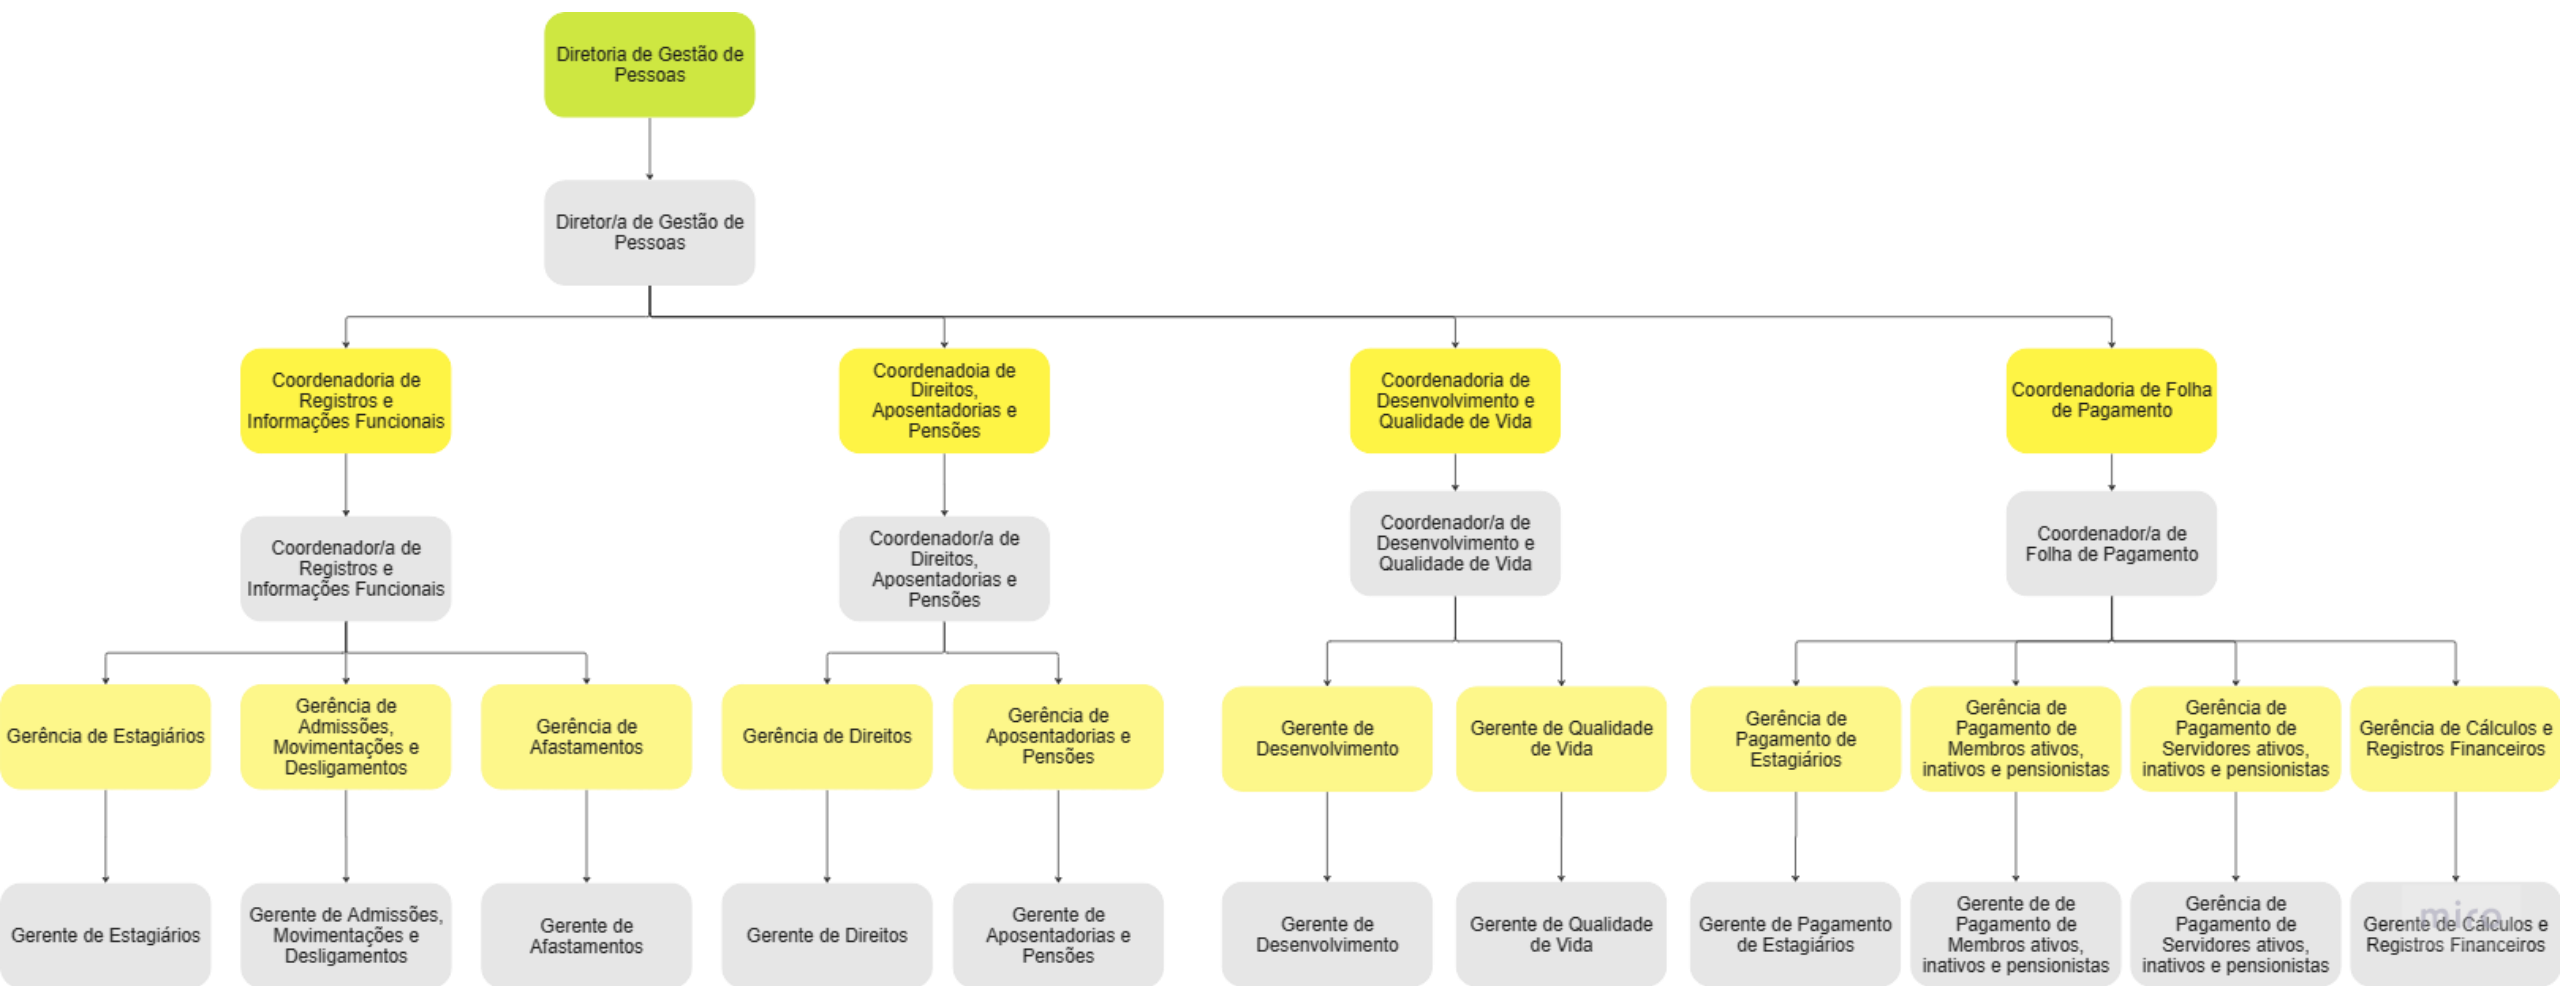 Diretoria de Gestão de
Pessoas
Diretor/a de Gestão de
Pessoas
Coordenadoria de
Registros e
Informações Funcionais
Coordenadoia de
Direitos,
Aposentadorias e
Pensões
Coordenadoria de
Desenvolvimento e
Qualidade de Vida
Coordenadoria de Folha
de Pagamento
Coordenador/a de
Registros e
Informações Funcionais
Coordenador/a de
Direitos,
Aposentadorias e
Pensões
Coordenador/a de
Desenvolvimento e
Qualidade de Vida
Coordenador/a de
Folha de Pagamento
Gerência de Estagiários
Gerência de
Admissões,
Movimentações e
Desligamentos
Gerência de
Afastamentos
Gerência de Direitos
Gerência de
Aposentadorias e
Pensões
Gerente de
Desenvolvimento
Gerente de Qualidade
de Vida
Gerência de
Pagamento de
Estagiários
Gerência de
Pagamento de
Membros ativos,
inativos e pensionistas
Gerência de
Pagamento de
Servidores ativos,
inativos e pensionistas
Gerência de Cálculos e
Registros Financeiros
Gerente de Estagiários
Gerente de Admissões,
Movimentações e
Desligamentos
Gerente de
Afastamentos
Gerente de Direitos
Gerente de
Aposentadorias e
Pensões
Gerente de
Desenvolvimento
Gerente de Qualidade
de Vida
Gerente de Pagamento
de Estagiários
Gerente de de
Pagamento de
Membros ativos,
inativos e pensionistas
Gerência de
Pagamento de
Servidores ativos,
inativos e pensionistas
Gerente de Cálculos e
Registros Financeiros
miro